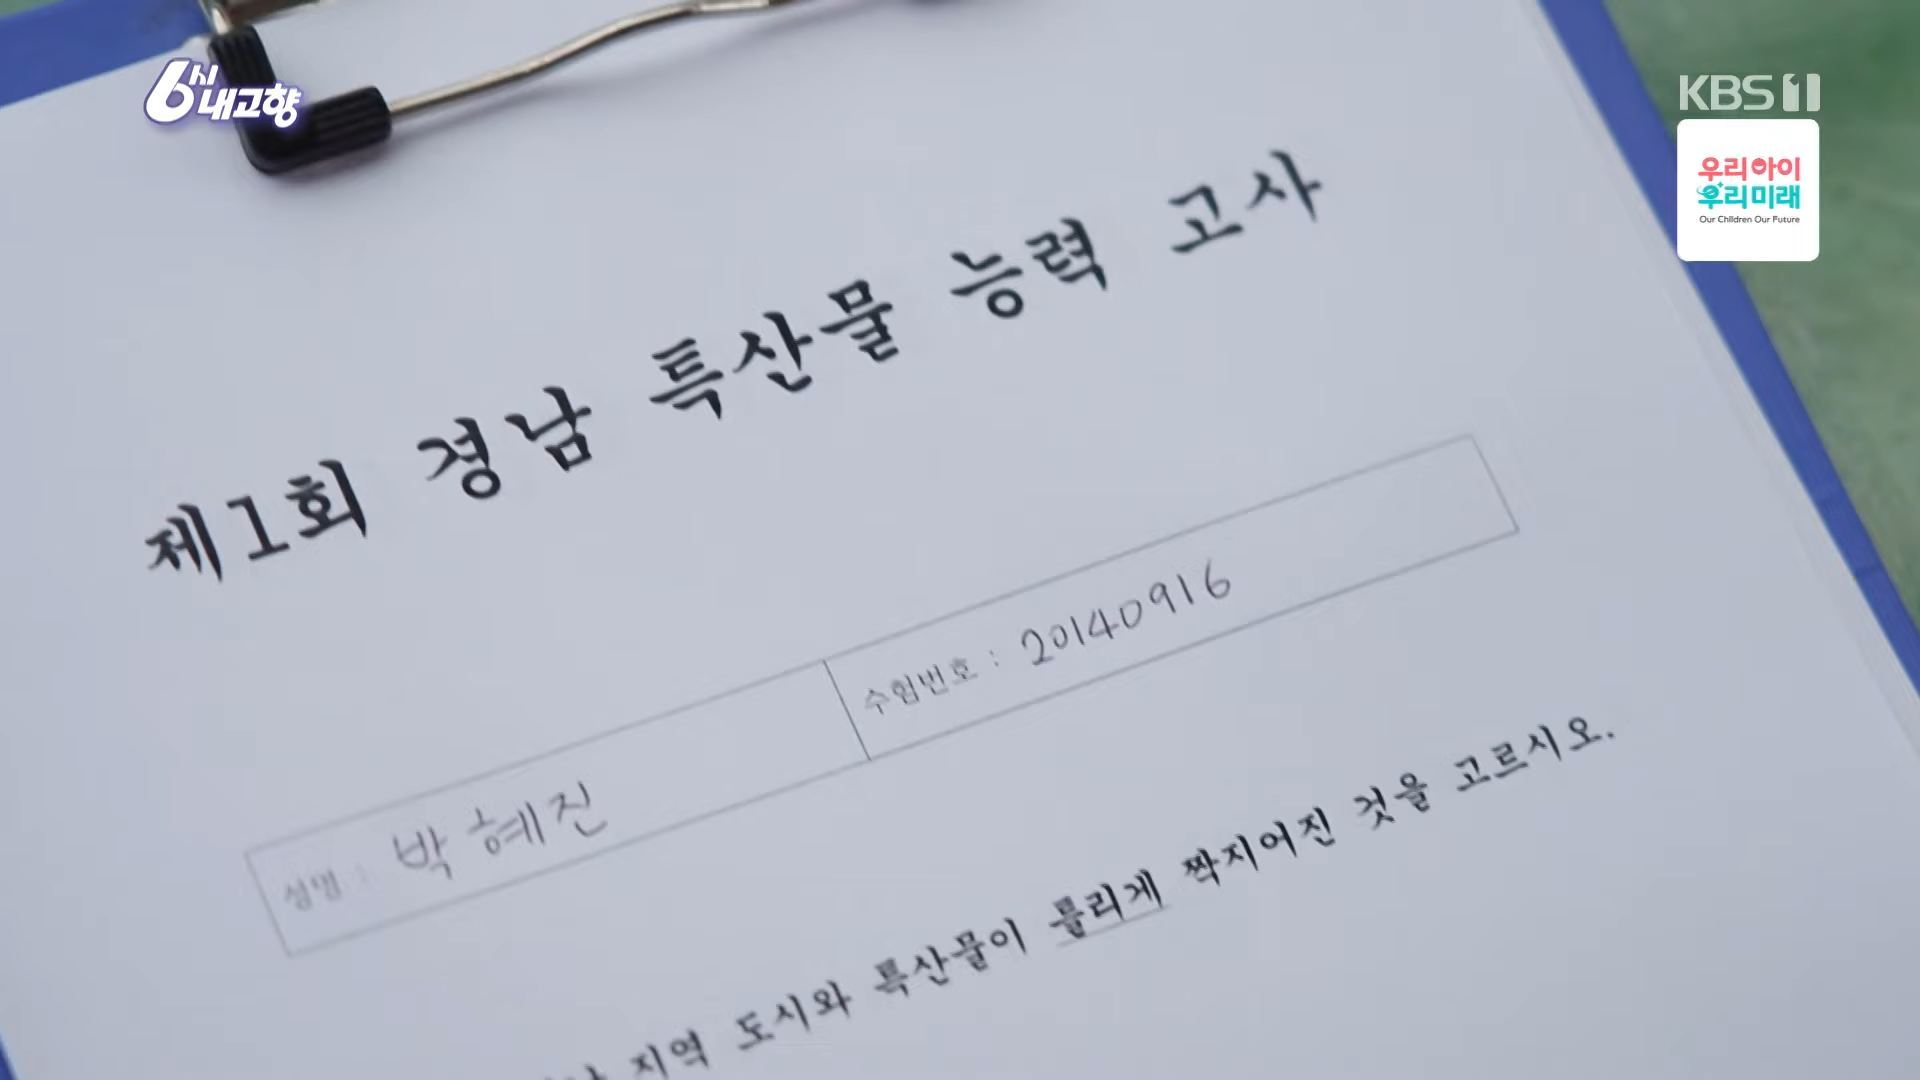 6시
내고향
KBS 1
우리아이
우리미래
Our Children Our Future
제1회 경남 특산물 능력 고사
성명 : 박혜진
수험번호 : 20140916
지역 도시와 특산물이 틀리게 짝지어진 것을 고르시오.